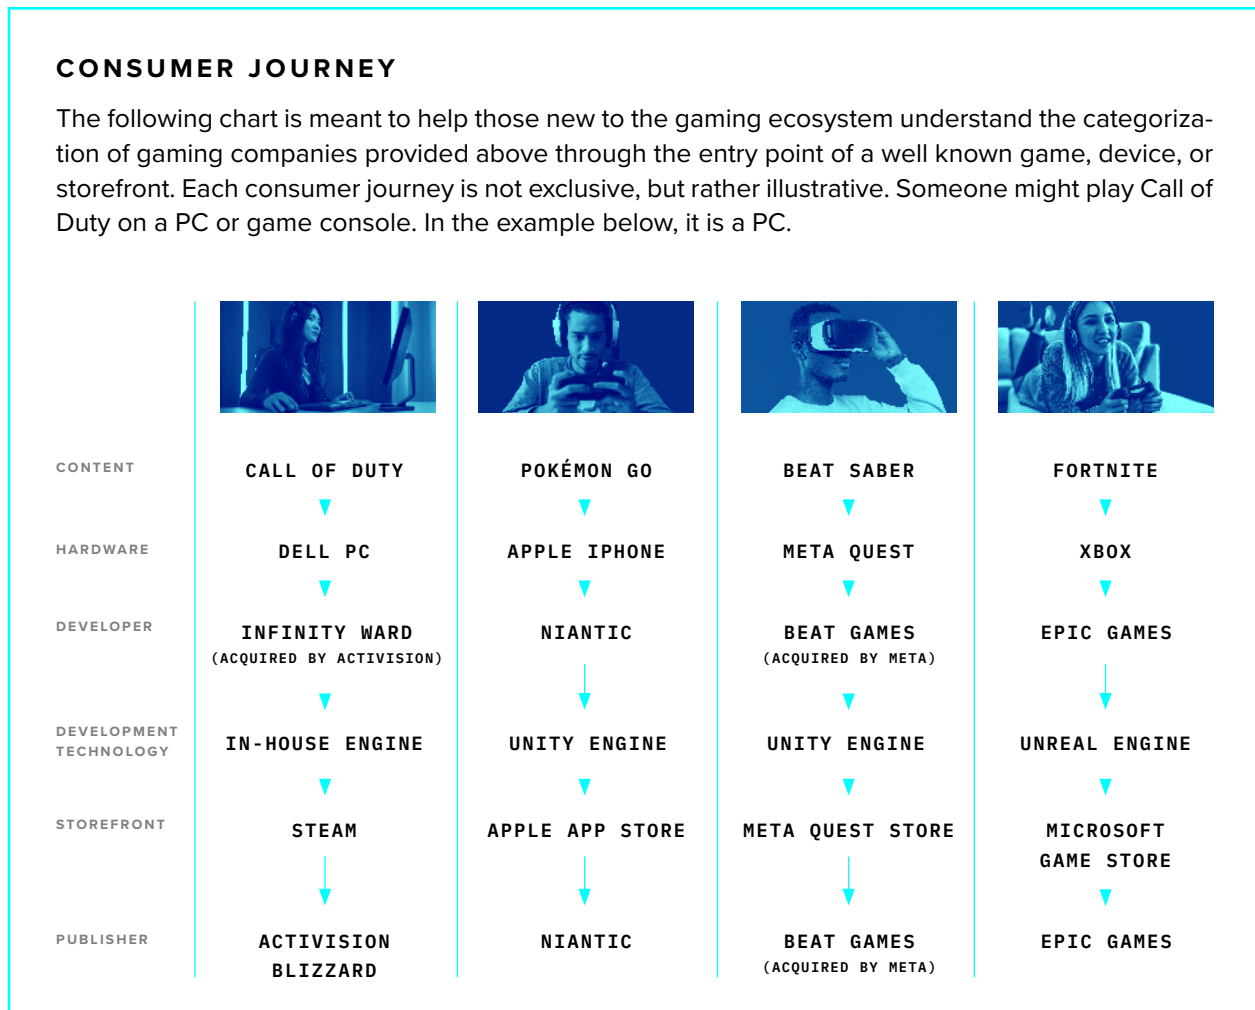 CONSUMER JOURNEY
The following chart is meant to help those new to the gaming ecosystem understand the categoriza-
tion of gaming companies provided above through the entry point of a well known game, device, or
storefront. Each consumer journey is not exclusive, but rather illustrative. Someone might play Call of
Duty on a PC or game console. In the example below, it is a PC.
CONTENT CALL OF DUTY POKÉMON GO BEAT SABER FORTNITE
HARDWARE DELL PC APPLE IPHONE META QUEST XBOX
DEVELOPER INFINITY WARD NIANTIC BEAT GAMES EPIC GAMES
(ACQUIRED BY ACTIVISION) (ACQUIRED BY META)
DEVELOPMENT
TECHNOLOGY IN-HOUSE ENGINE UNITY ENGINE UNITY ENGINE UNREAL ENGINE
STOREFRONT STEAM APPLE APP STORE META QUEST STORE MICROSOFT
GAME STORE
PUBLISHER ACTIVISION NIANTIC BEAT GAMES EPIC GAMES
BLIZZARD (ACQUIRED BY META)